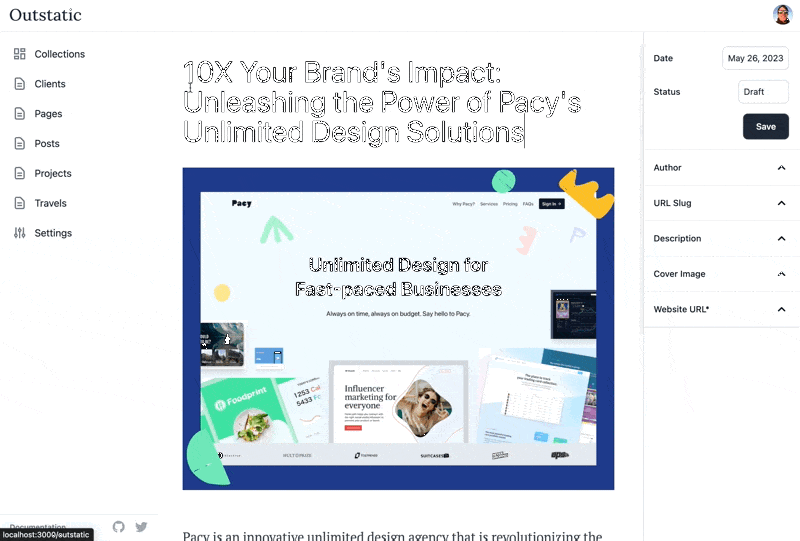 Outstatic
Collections
Clients
Pages
Posts
Projects
Travels
Settings
Documentation
localhost:3000/outstatic
10X Your Brand's Impact:
Unleashing the Power of Pacy's
Unlimited Design Solutions
Pacy
Why Pacy? Services Pricing FAQs Sign In
Unlimited Design for
Fast-paced Businesses
Always on time, always on budget. Say hello to Pacy.
Foodprint
1253 Cal
5433 Fo
Influencer
marketing for
everyone
SUITCASES
Pacy is an innovative unlimited design agency that is revolutionizing the
Date May 26, 2023
Status Draft
Save
Author
URL Slug
Description
Cover Image
Website URL*